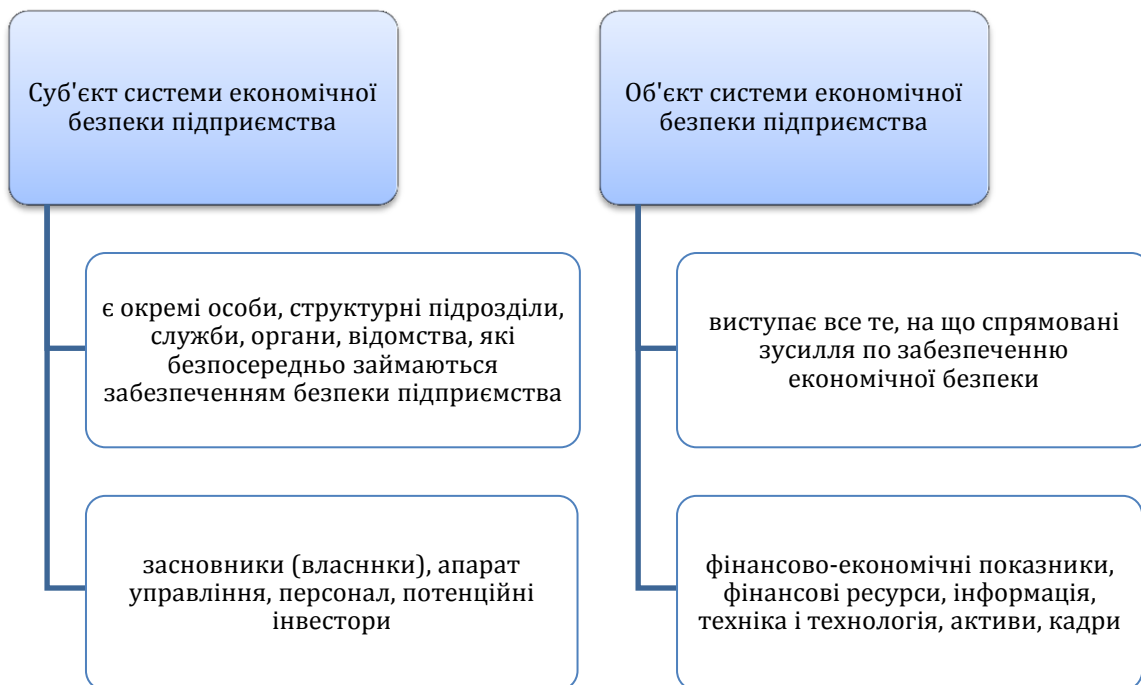 Суб'єкт системи економічної
безпеки підприємства
є окремі особи, структурні підрозділи,
служби, органи, відомства, які
безпосередньо займаються
забезпеченням безпеки підприємства
засновники (власннки), апарат
управління, персонал, потенційні
інвестори
Об'єкт системи економічної
безпеки підприємства
виступає все те, на що спрямовані
зусилля по забезпеченню
економічної безпеки
фінансово-економічні показники,
фінансові ресурси, інформація,
техніка і технологія, активи, кадри